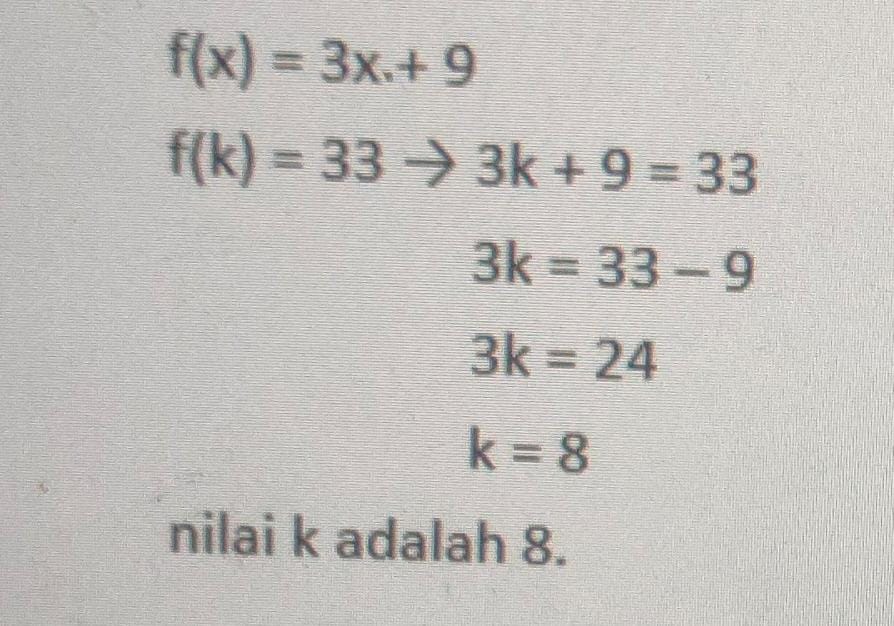 f(x) = 3x.+ 9
f(k) = 33 → 3k + 9 = 33
3k = 33 – 9
3k = 24
k = 8
nilai k adalah 8.